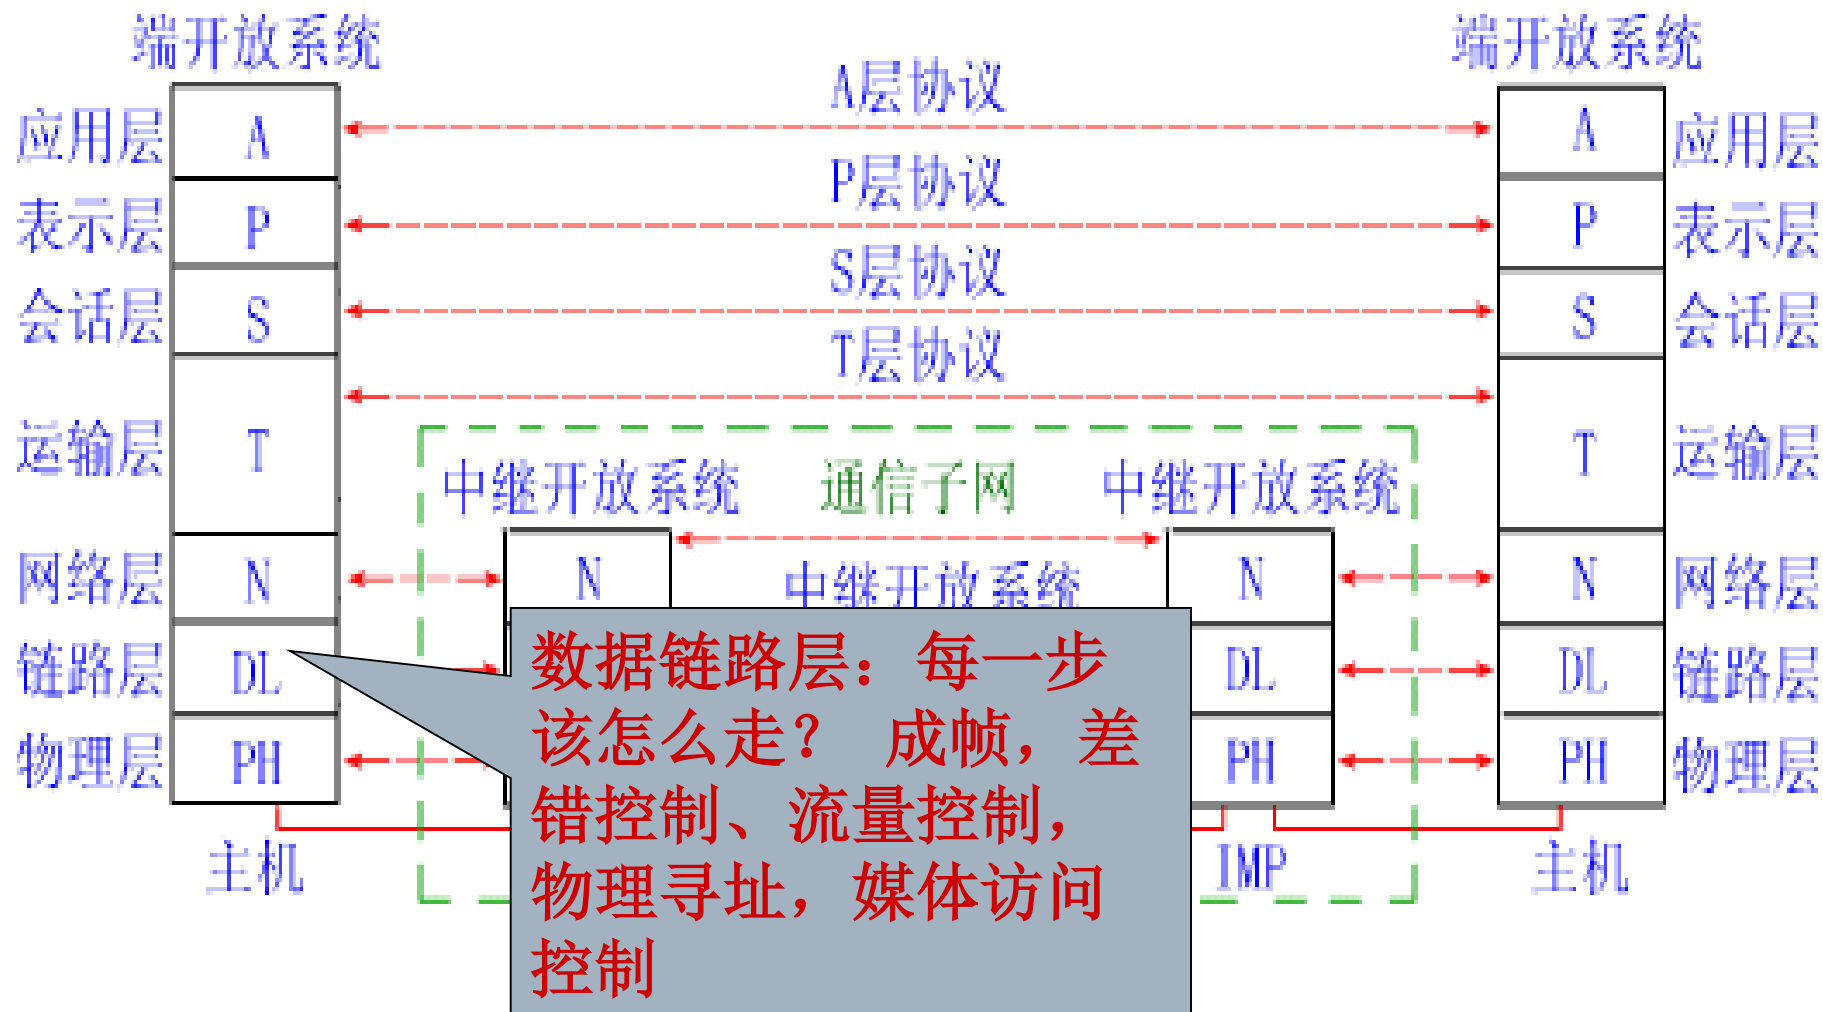 端开放系统
端开放系统
A层协议
应用层
A
A
应用层
P层协议
表示层
P
P
表示层
S层协议
会话层
S
S
会话层
T层协议
运输层
T
T
运输层
中继开放系统
通信子网
中继开放系统
网络层
N
N
中继开放系统
N
N
网络层
链路层
DL
DL
DL
链路层
物理层
PH
PH
PH
物理层
数据链路层：每一步
该怎么走？ 成帧，差
错控制、流量控制，
物理寻址，媒体访问
控制
主机
IMP
主机